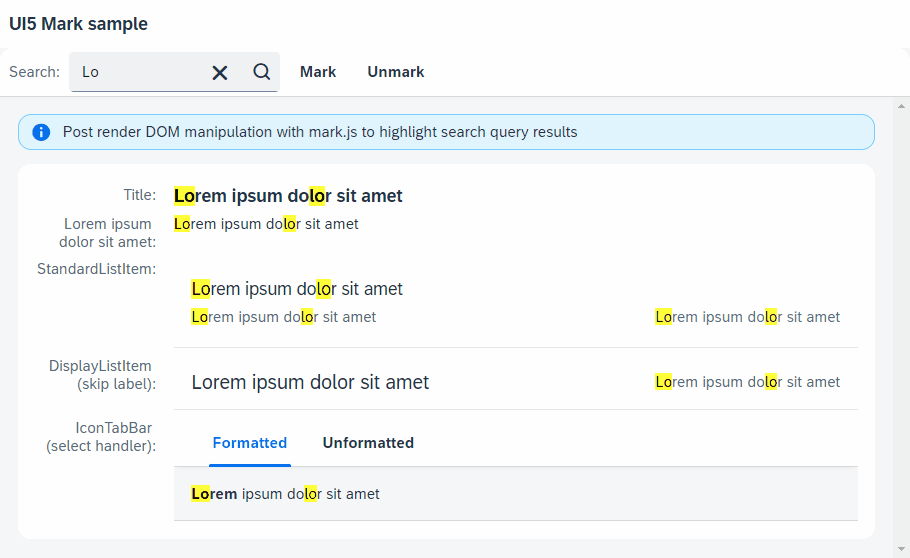 UI5 Mark sample
Search: Lo Mark Unmark
Post render DOM manipulation with mark.js to highlight search query results
Title: Lorem ipsum dolor sit amet
Lorem ipsum
dolor sit amet: Lorem ipsum dolor sit amet
StandardListItem:
Lorem ipsum dolor sit amet
Lorem ipsum dolor sit amet Lorem ipsum dolor sit amet
DisplayListItem
(skip label): Lorem ipsum dolor sit amet Lorem ipsum dolor sit amet
IconTabBar
(select handler): Formatted Unformatted
Lorem ipsum dolor sit amet